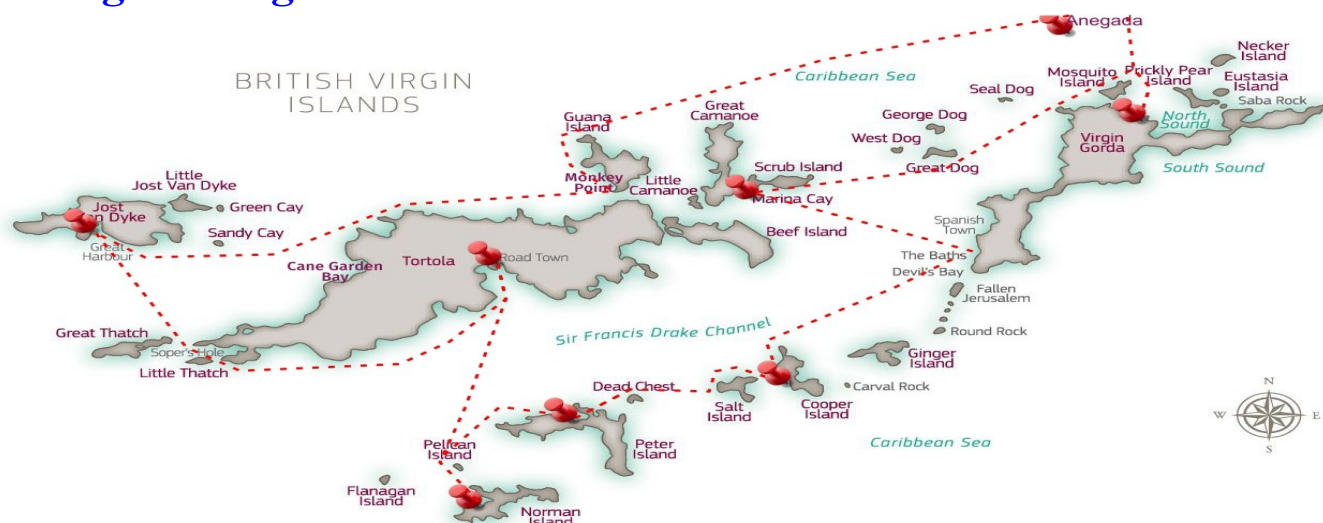 BRITISH VIRGIN
ISLANDS
Anegada
Caribbean Sea
Necker
Island
Mosquito
Island
Prickly Pear
Island
Eustasia
Island
Saba Rock
Seal Dog
George Dog
West Dog
Great Dog
North
Sound
Virgin
Gorda
South Sound
Guana
Island
Great
Camanoe
Scrub Island
Monkey
Point
Little
Camanoe
Marina Cay
Little
Jost Van Dyke
Green Cay
Jost
Van Dyke
Great
Harbour
Sandy Cay
Beef Island
Spanish
Town
The Baths
Devil's Bay
Cane Garden
Bay
Tortola
Road Town
Fallen
Jerusalem
Round Rock
Great Thatch
Soper's Hole
Little Thatch
Sir Francis Drake Channel
Ginger
Island
Carval Rock
Dead Chest
Salt
Island
Cooper
Island
Caribbean Sea
Pelican
Island
Peter
Island
Flanagan
Island
Norman
Island
N
W
E
S